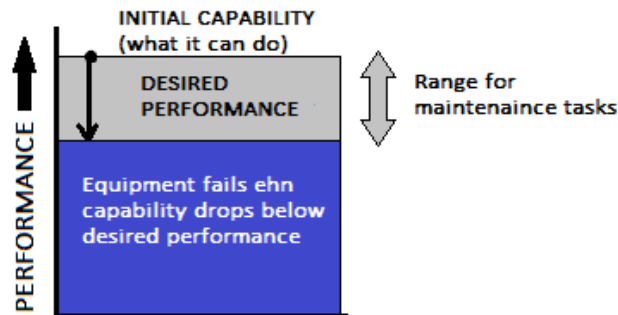 INITIAL CAPABILITY
(what it can do)
DESIRED
PERFORMANCE
Range for
maintenaince tasks
PERFORMANCE
Equipment fails ehn
capability drops below
desired performance